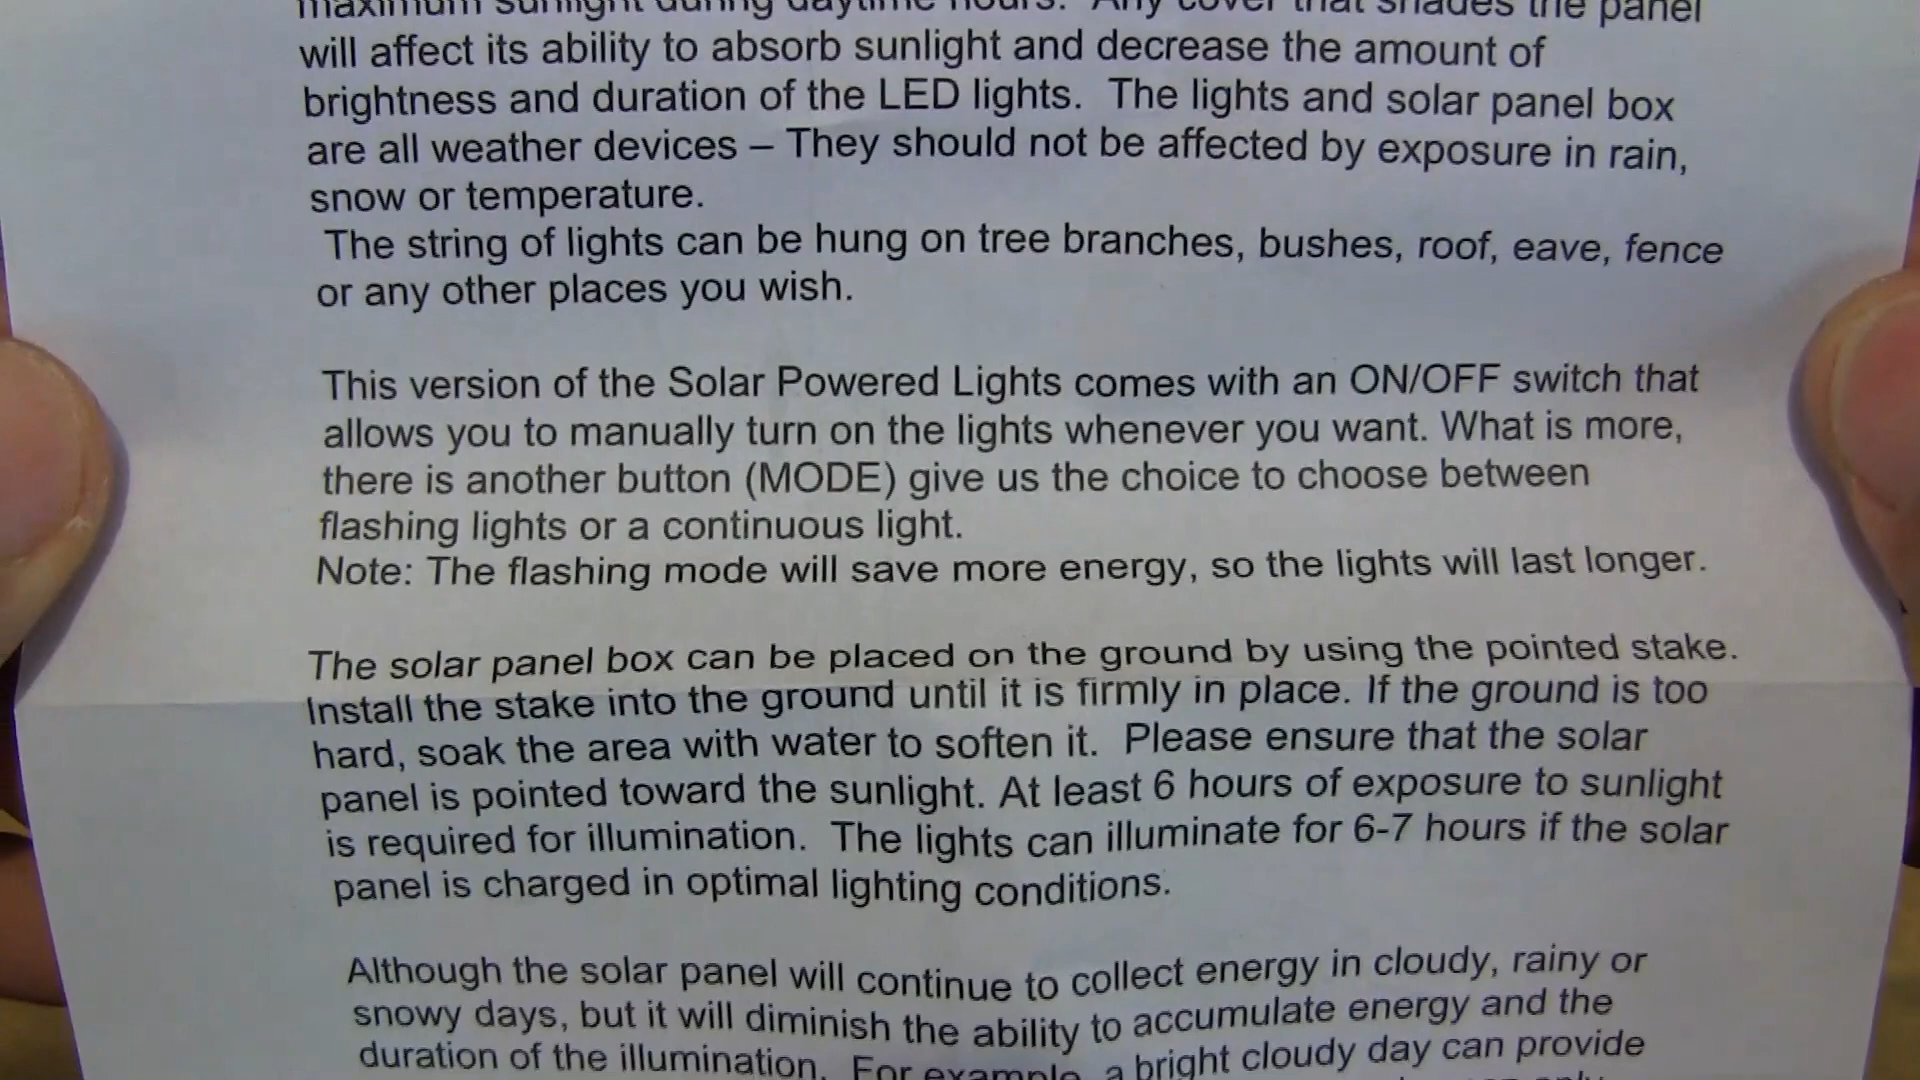 maximum sunlight during daytime hours. Any cover that shades the panel
will affect its ability to absorb sunlight and decrease the amount of
brightness and duration of the LED lights. The lights and solar panel box
are all weather devices – They should not be affected by exposure in rain,
snow or temperature.
The string of lights can be hung on tree branches, bushes, roof, eave, fence
or any other places you wish.
This version of the Solar Powered Lights comes with an ON/OFF switch that
allows you to manually turn on the lights whenever you want. What is more,
there is another button (MODE) give us the choice to choose between
flashing lights or a continuous light.
Note: The flashing mode will save more energy, so the lights will last longer.
The solar panel box can be placed on the ground by using the pointed stake.
Install the stake into the ground until it is firmly in place. If the ground is too
hard, soak the area with water to soften it. Please ensure that the solar
panel is pointed toward the sunlight. At least 6 hours of exposure to sunlight
is required for illumination. The lights can illuminate for 6-7 hours if the solar
panel is charged in optimal lighting conditions.
Although the solar panel will continue to collect energy in cloudy, rainy or
snowy days, but it will diminish the ability to accumulate energy and the
duration of the illumination. For example, a bright cloudy day can provide